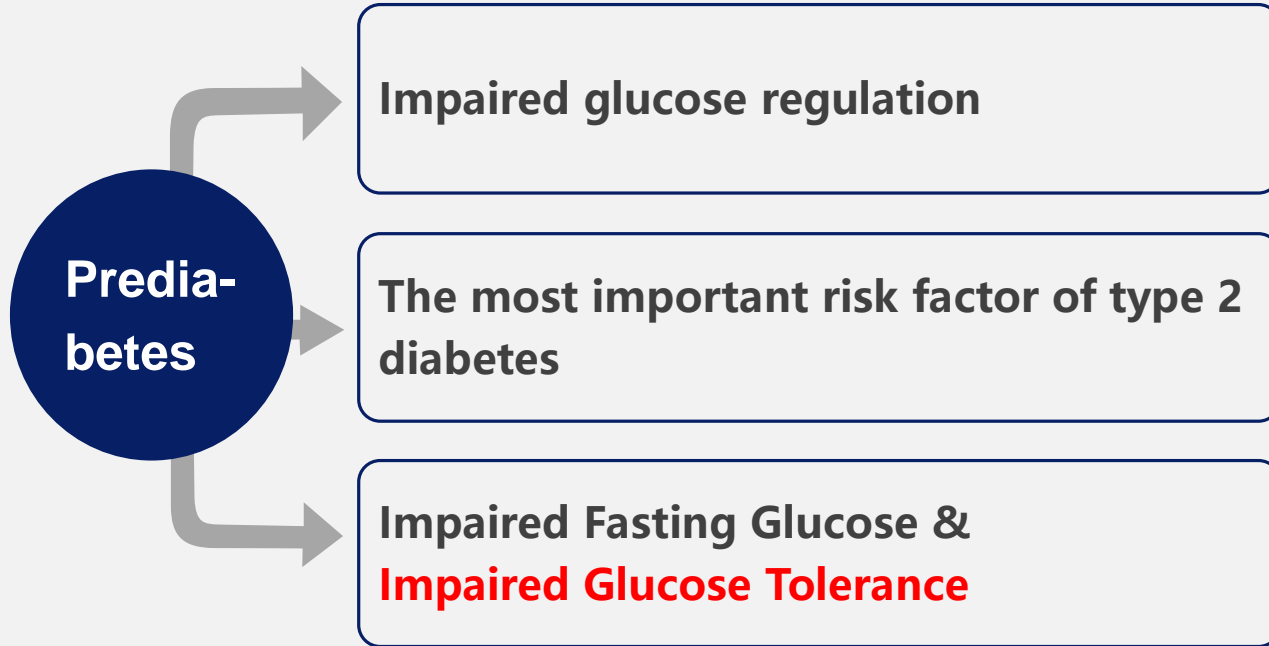 Impaired glucose regulation
Predia-
betes
The most important risk factor of type 2
diabetes
Impaired Fasting Glucose &
Impaired Glucose Tolerance